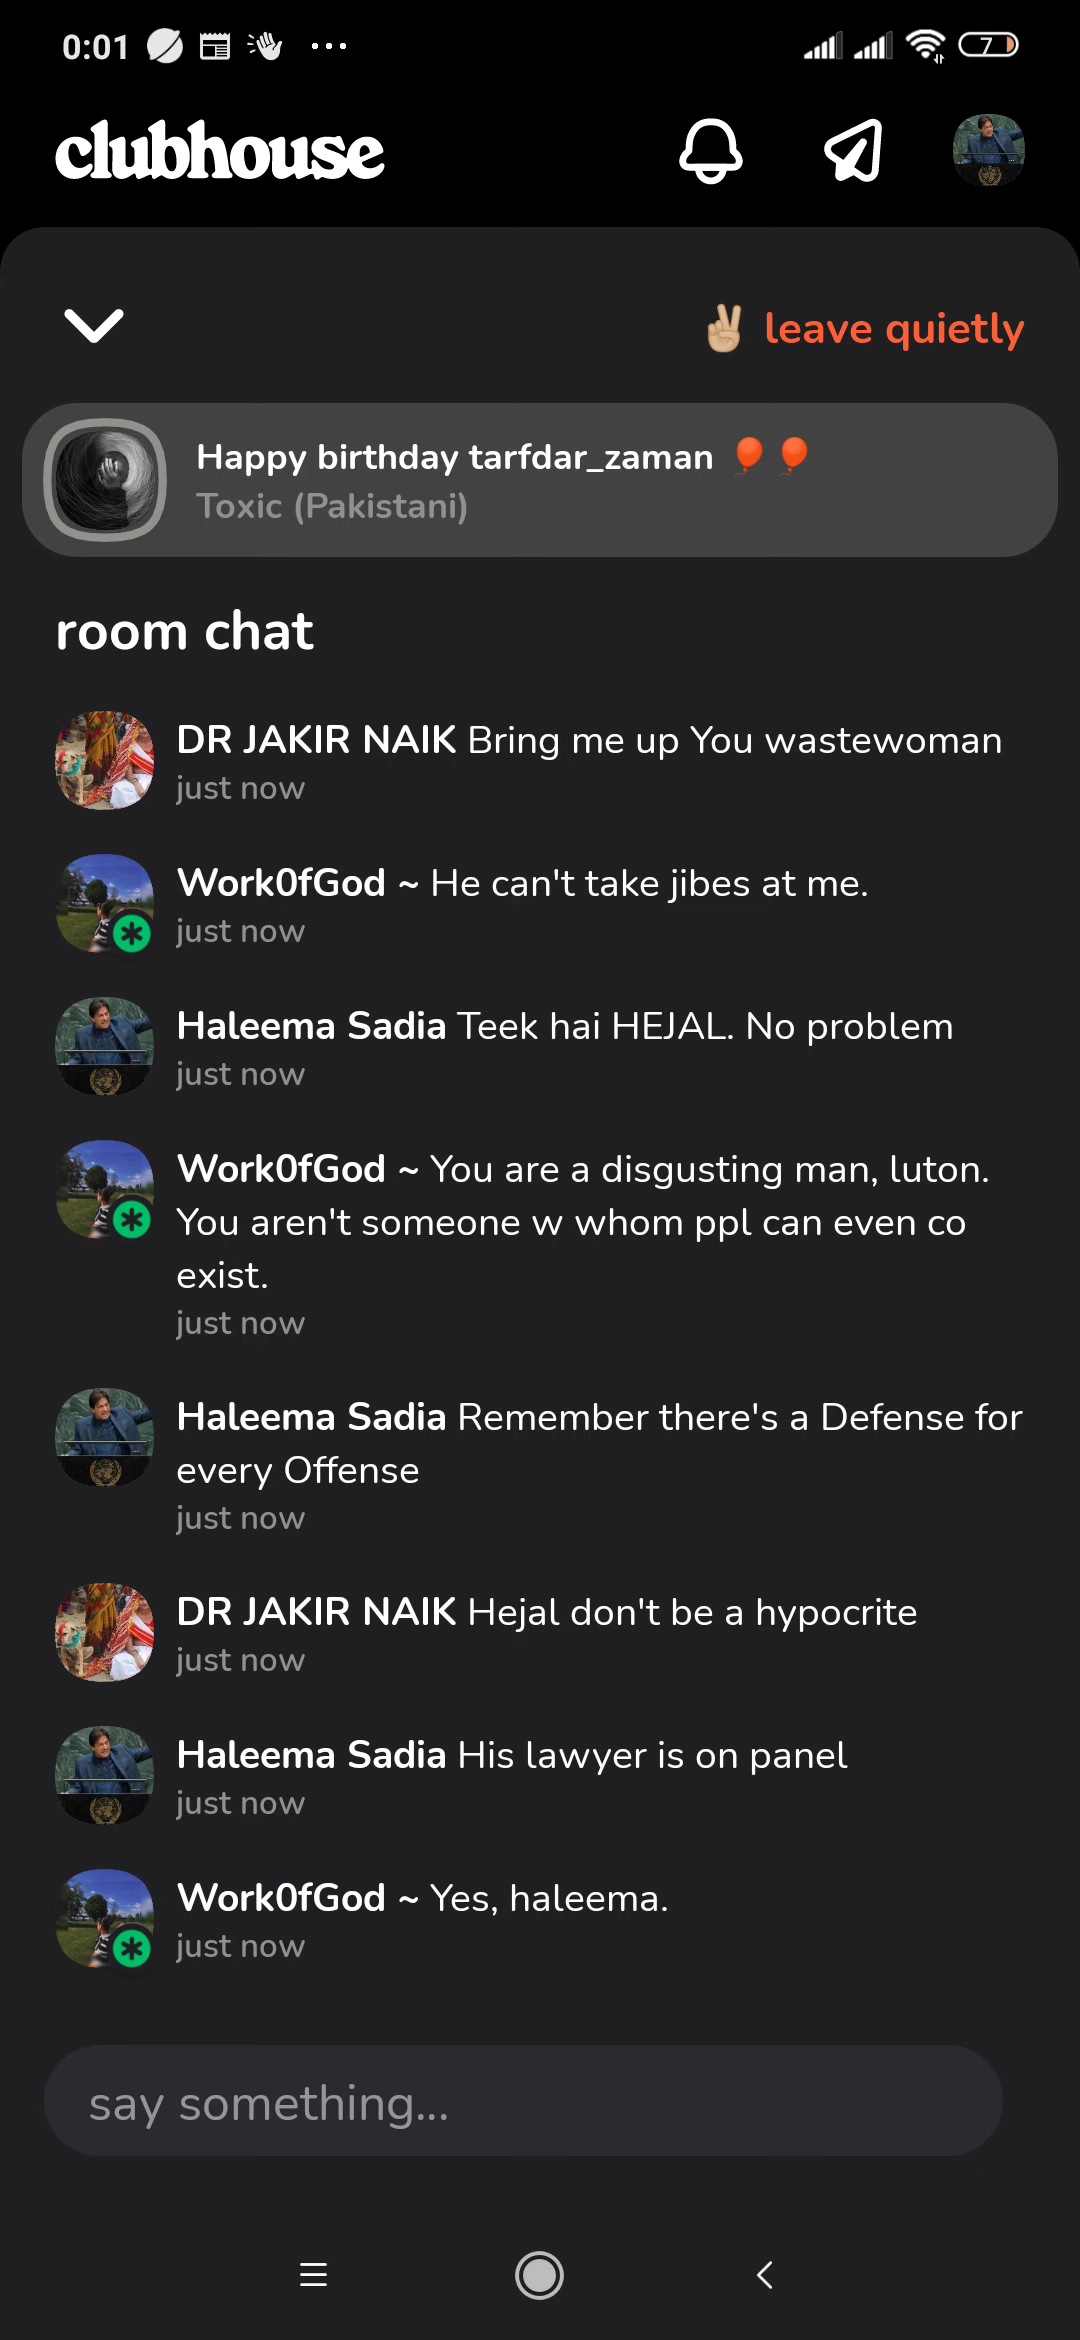 0:01
7
clubhouse
✌🏼 leave quietly
Happy birthday tarfdar_zaman 🎈🎈
Toxic (Pakistani)
room chat
DR JAKIR NAIK Bring me up You wastewoman
just now
Work0fGod ~ He can't take jibes at me.
just now
Haleema Sadia Teek hai HEJAL. No problem
just now
Work0fGod ~ You are a disgusting man, luton.
You aren't someone w whom ppl can even co
exist.
just now
Haleema Sadia Remember there's a Defense for
every Offense
just now
DR JAKIR NAIK Hejal don't be a hypocrite
just now
Haleema Sadia His lawyer is on panel
just now
Work0fGod ~ Yes, haleema.
just now
say something...